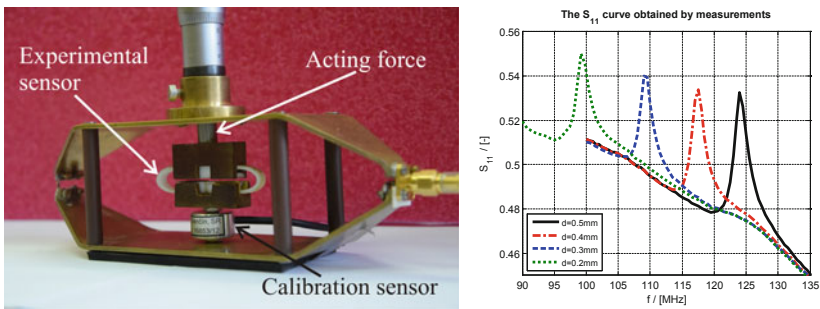 Experimental
sensor
Acting force
Calibration sensor
The S11 curve obtained by measurements
S11 / [-]
0.56
0.54
0.52
0.5
0.48
0.46
d=0.5mm
d=0.4mm
d=0.3mm
d=0.2mm
90 95 100 105 110 115 120 125 130 135
f / [MHz]